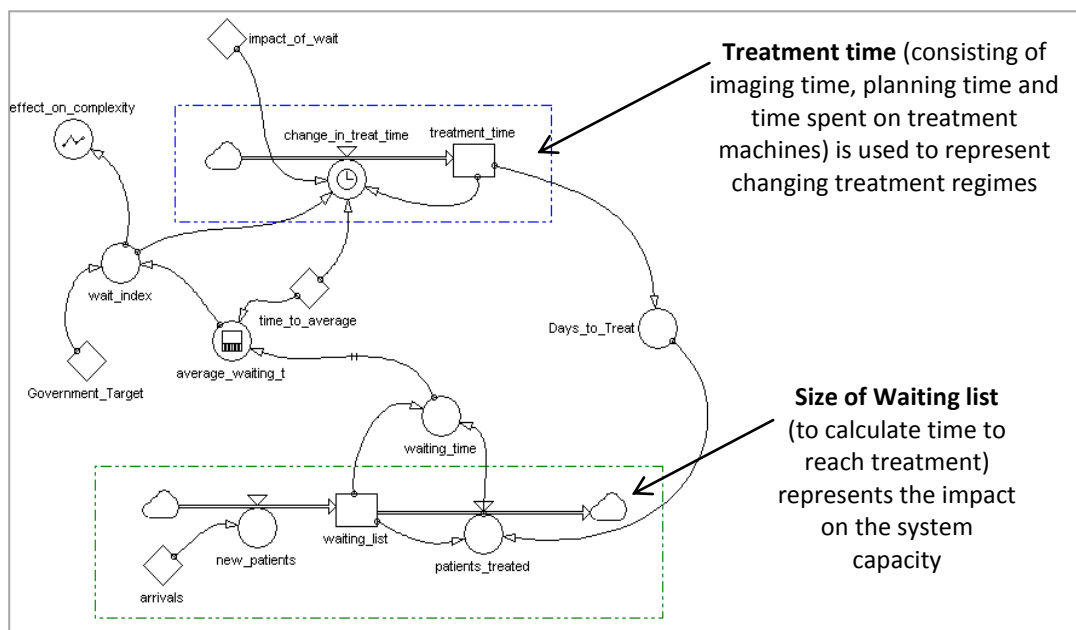 impact_of_wait
Treatment time (consisting of
imaging time, planning time and
time spent on treatment
machines) is used to represent
changing treatment regimes
effect_on_complexity
change_in_treat_time
treatment_time
wait_index
time_to_average
Days_to_Treat
average_waiting_t
Government_Target
Size of Waiting list
(to calculate time to
reach treatment)
represents the impact
on the system
capacity
waiting_time
waiting_list
new_patients
patients_treated
arrivals